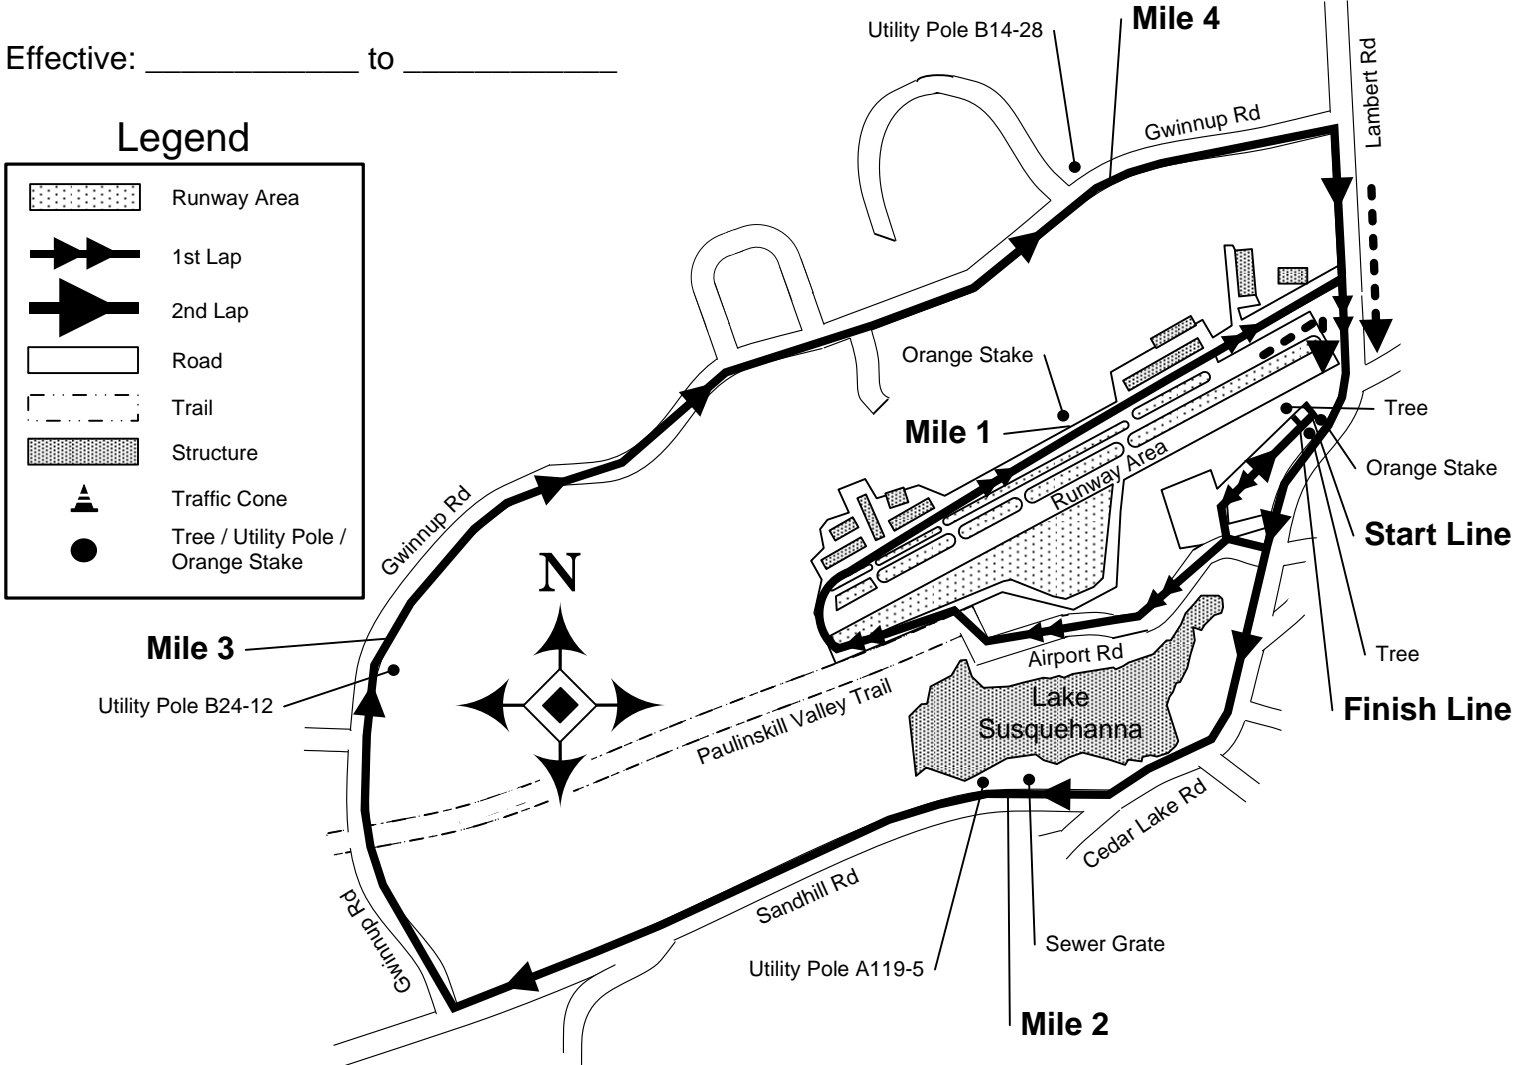 Effective: ____________ to ____________
Legend
Runway Area
1st Lap
2nd Lap
Road
Trail
Structure
Traffic Cone
Tree / Utility Pole /
Orange Stake
Utility Pole B14-28
Mile 4
Lambert Rd
Gwinnup Rd
Orange Stake
Mile 1
Tree
Orange Stake
Runway Area
Start Line
Gwinnup Rd
N
Mile 3
Utility Pole B24-12
Airport Rd
Tree
Finish Line
Paulinskill Valley Trail
Lake
Susquehanna
Cedar Lake Rd
Sandhill Rd
Gwinnup Rd
Sewer Grate
Utility Pole A119-5
Mile 2